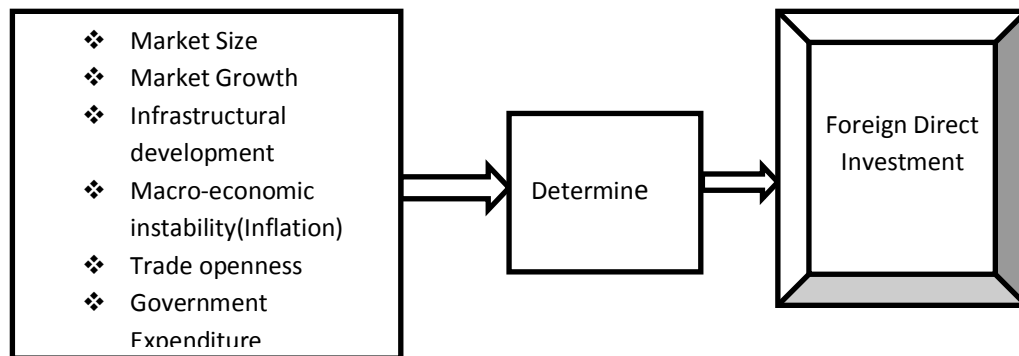 ❖ Market Size
❖ Market Growth
❖ Infrastructural
development
❖ Macro-economic
instability(Inflation)
❖ Trade openness
❖ Government
Expenditure
Determine
Foreign Direct
Investment